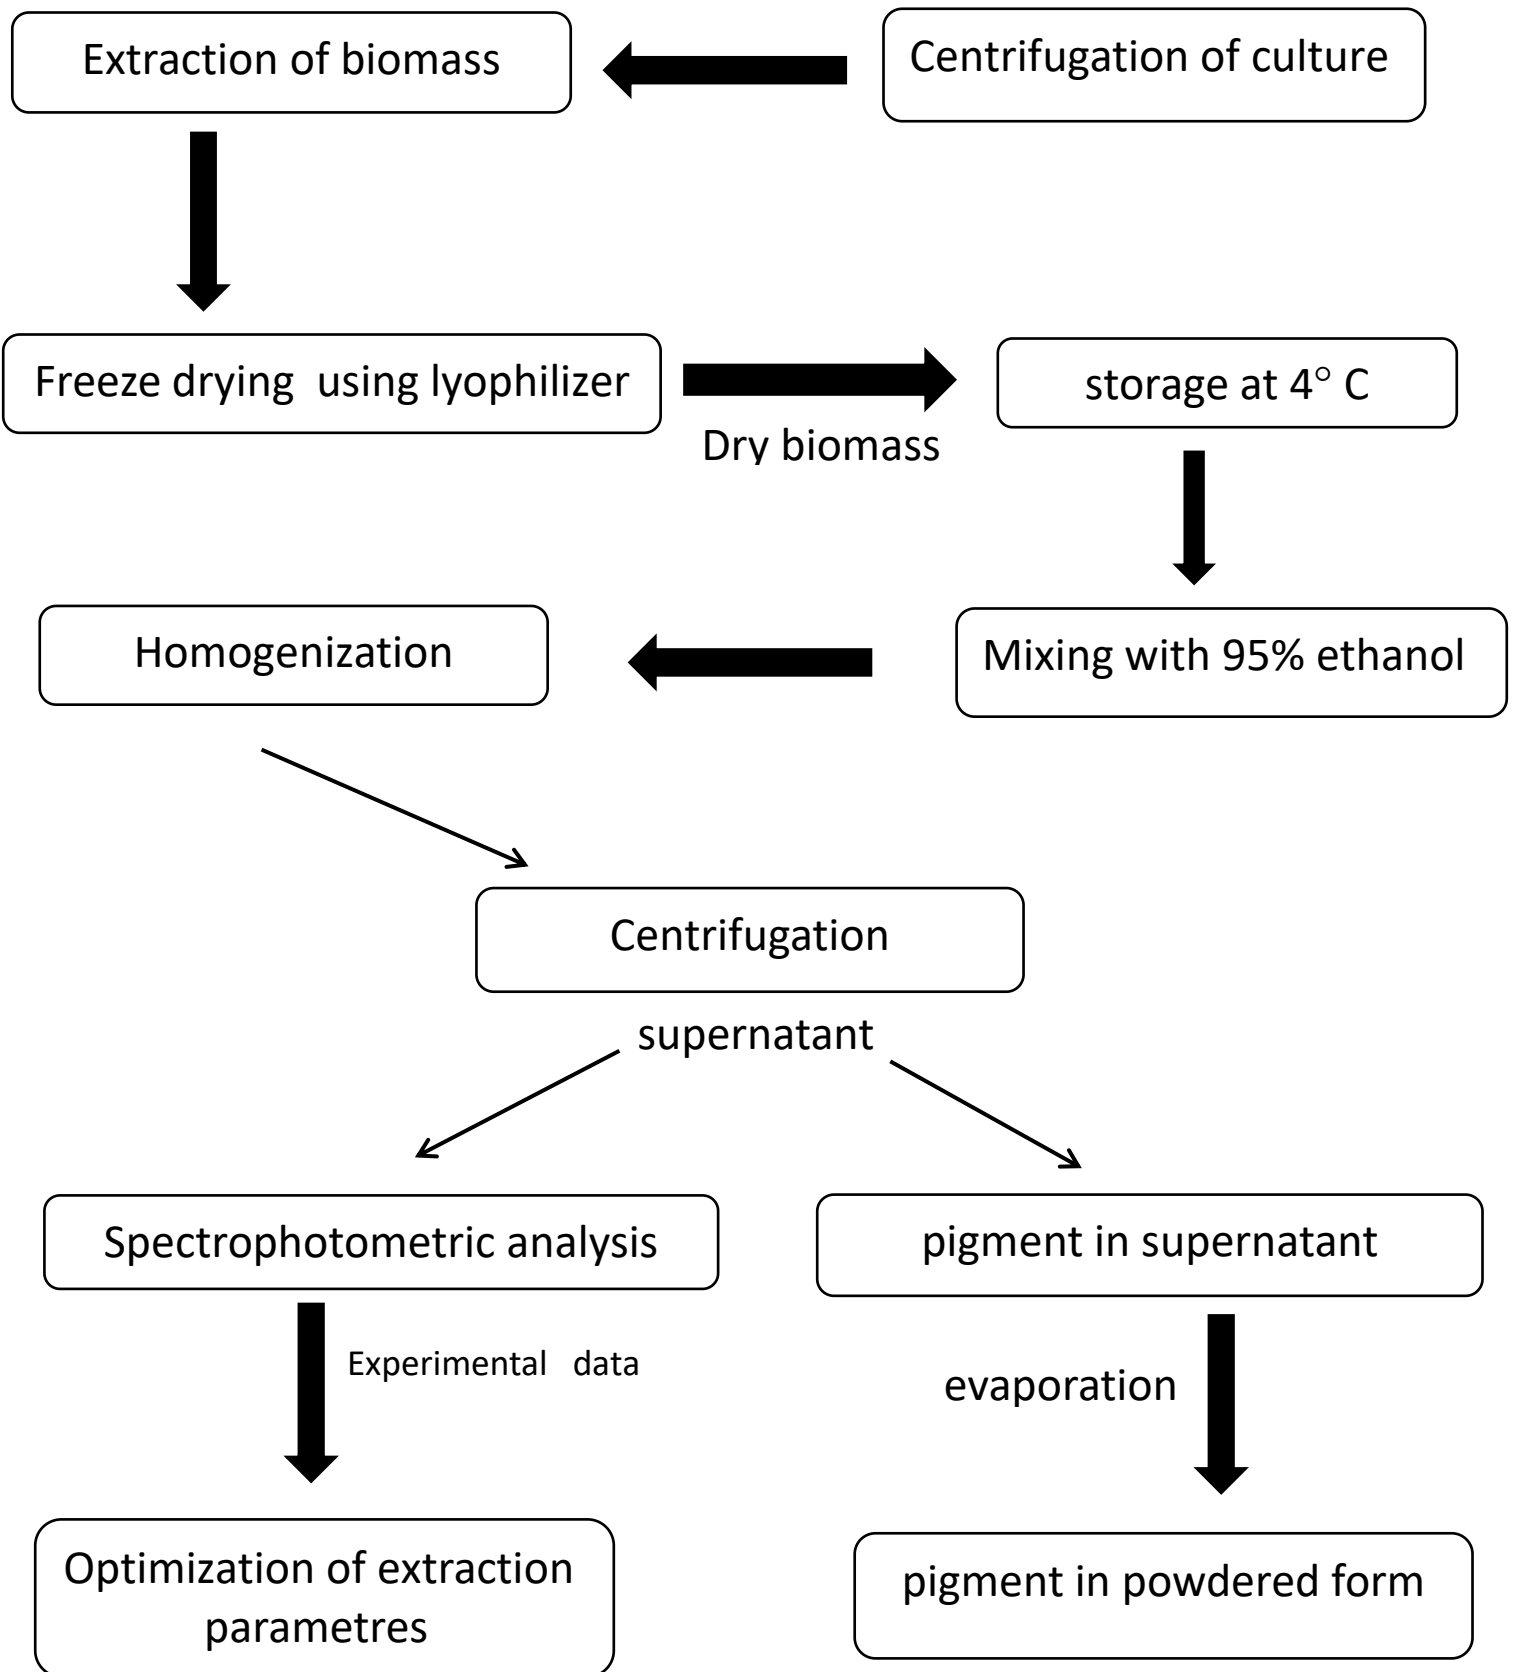 Extraction of biomass
Centrifugation of culture
Freeze drying  using lyophilizer
Dry biomass
storage at 4° C
Homogenization
Mixing with 95% ethanol
Centrifugation
supernatant
Spectrophotometric analysis
pigment in supernatant
Experimental  data
evaporation
Optimization of extraction
parametres
pigment in powdered form